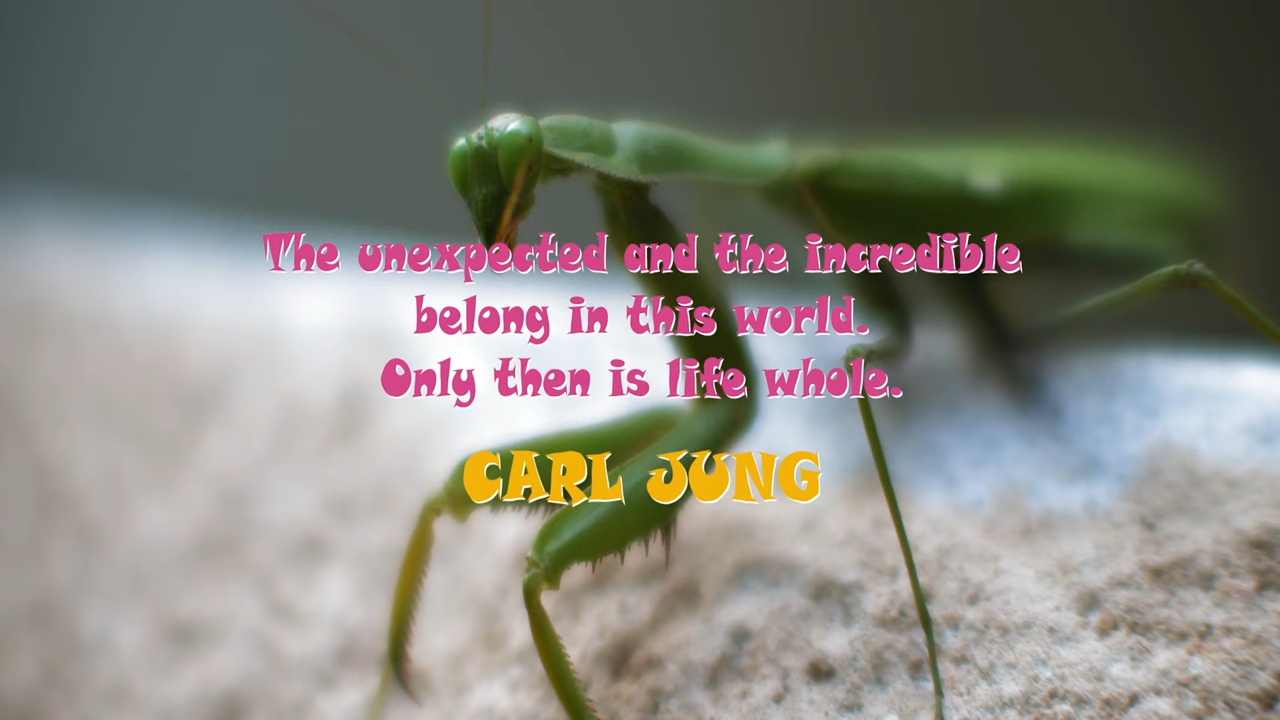 The unexpected and the incredible
belong in this world.
Only then is life whole.
CARL JUNG